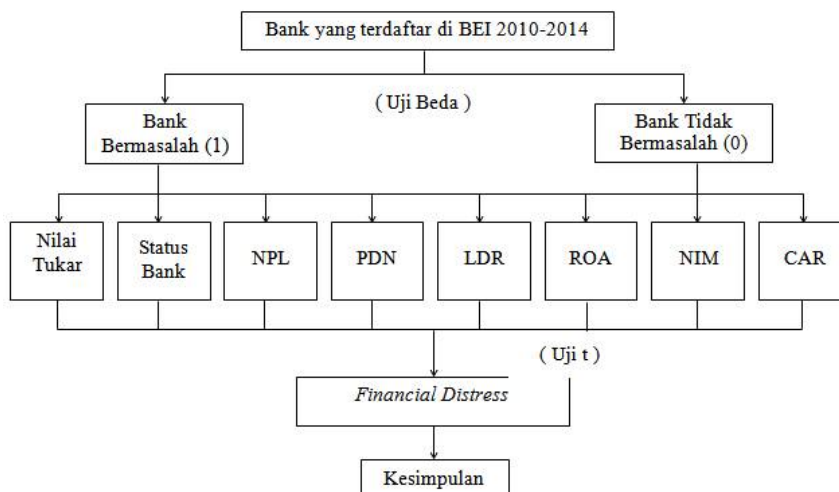 Bank yang terdaftar di BEI 2010-2014
( Uji Beda )
Bank
Bermasalah (1)
Bank Tidak
Bermasalah (0)
Nilai
Tukar
Status
Bank
NPL
PDN
LDR
ROA
NIM
CAR
( Uji t )
Financial Distress
Kesimpulan